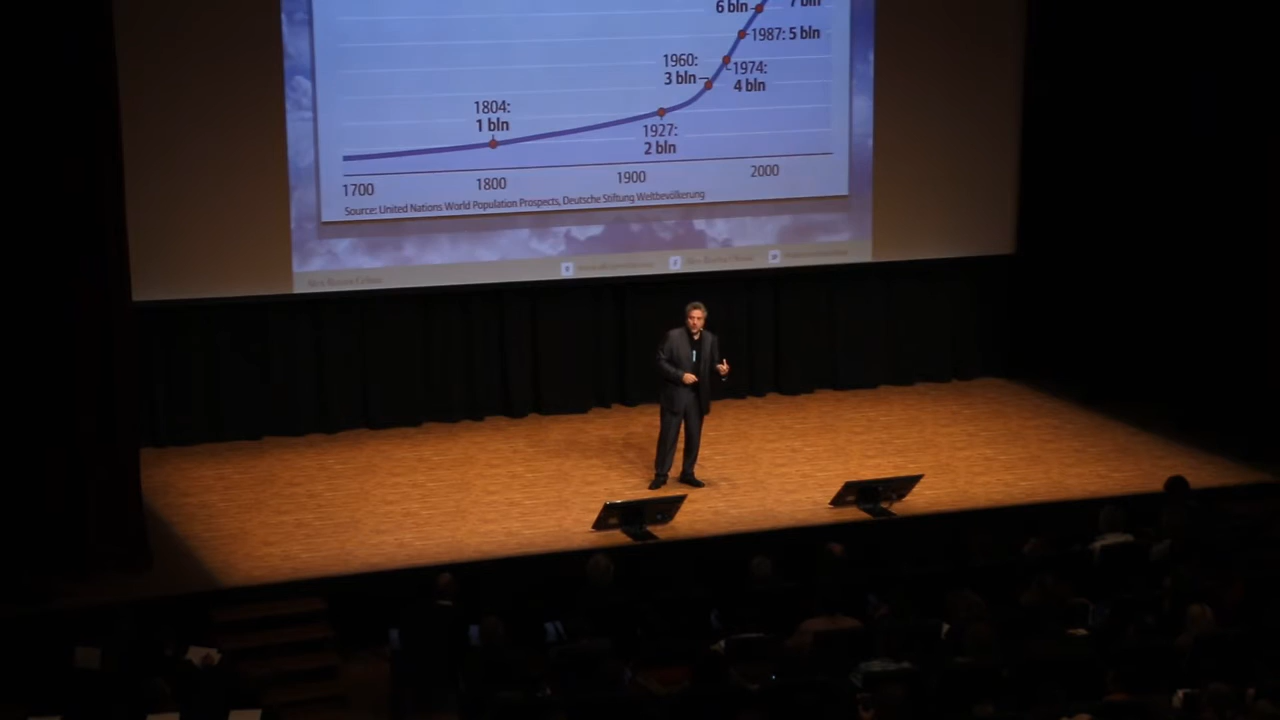 6 bln
7 bln
1987: 5 bln
1960:
3 bln
1974:
4 bln
1804:
1 bln
1927:
2 bln
1700
1800
1900
2000
Source: United Nations World Population Prospects, Deutsche Stiftung Weltbevölkerung